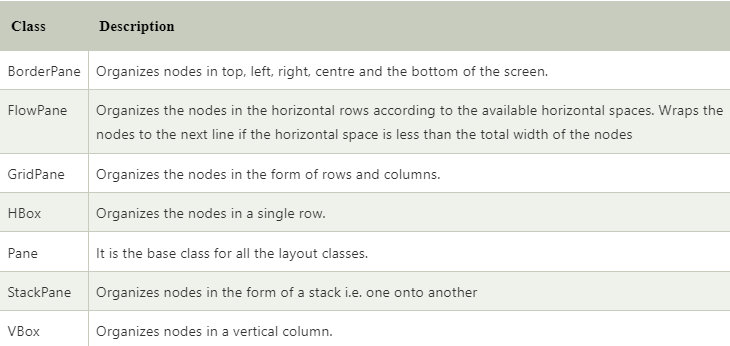 Class Description
BorderPane Organizes nodes in top, left, right, centre and the bottom of the screen.
FlowPane Organizes the nodes in the horizontal rows according to the available horizontal spaces. Wraps the
nodes to the next line if the horizontal space is less than the total width of the nodes
GridPane Organizes the nodes in the form of rows and columns.
HBox Organizes the nodes in a single row.
Pane It is the base class for all the layout classes.
StackPane Organizes nodes in the form of a stack i.e. one onto another
VBox Organizes nodes in a vertical column.